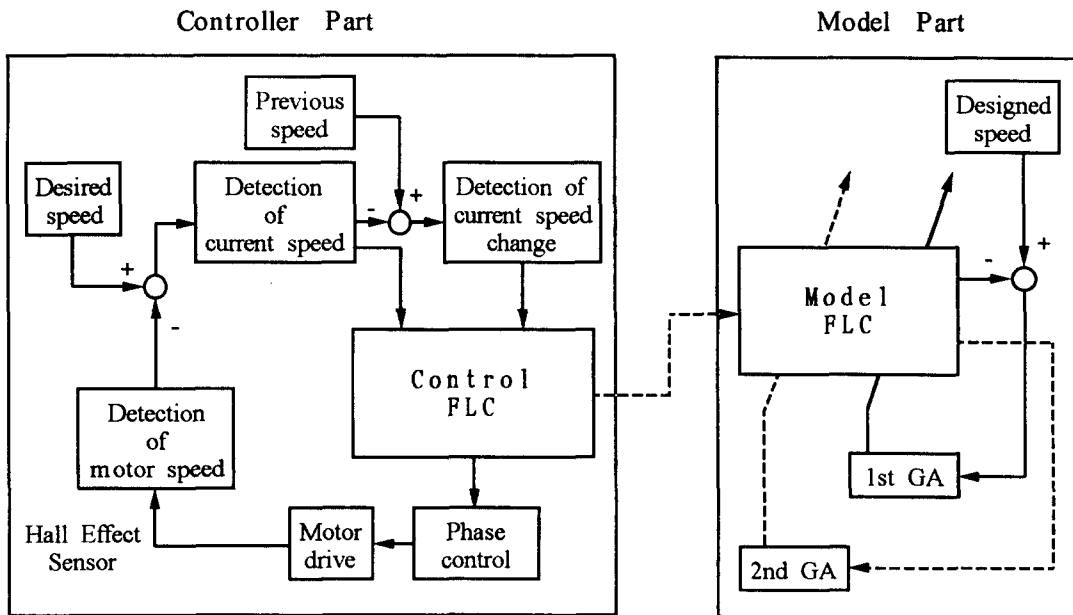 Controller Part
Model Part
Previous
speed
Designed
speed
Desired
speed
Detection
of
current speed
-
+
Detection of
current speed
change
+
-
+
-
Model
FLC
Control
FLC
Detection
of
motor speed
1st GA
Hall Effect
Sensor
Motor
drive
Phase
control
2nd GA